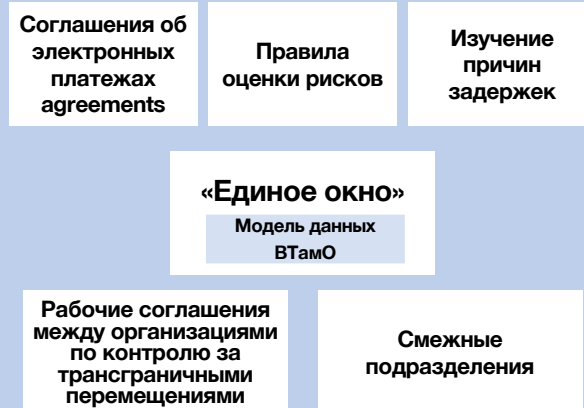 Соглашения об
электронных
платежах
agreements
Правила
оценки рисков
Изучение
причин
задержек
«Единое окно»
Модель данных
ВТамО
Рабочие соглашения
между организациями
по контролю за
трансграничными
перемещениями
Смежные
подразделения